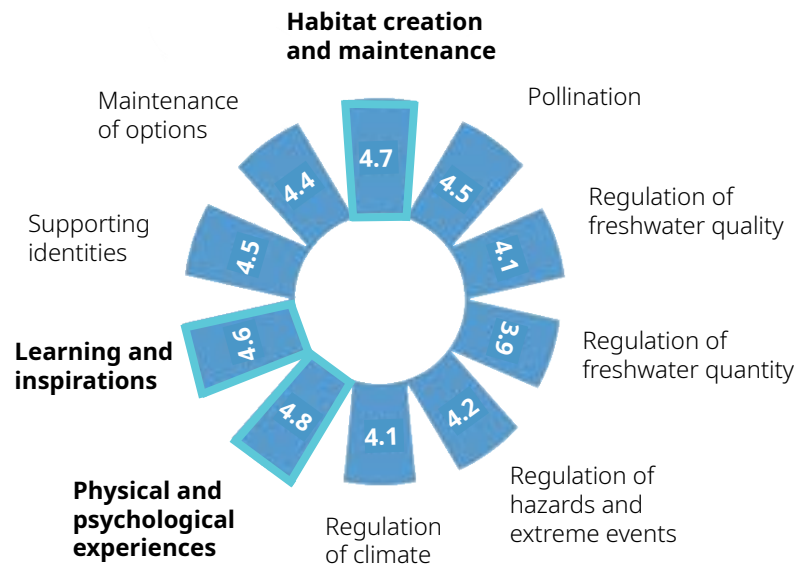 Habitat creation
and maintenance
4.7
Pollination
4.5
Regulation of
freshwater quality
4.1
Regulation of
freshwater quantity
3.9
Regulation of
hazards and
extreme events
4.2
Regulation
of climate
4.1
Physical and
psychological
experiences
4.8
Learning and
inspirations
4.6
Supporting
identities
4.5
Maintenance
of options
4.4